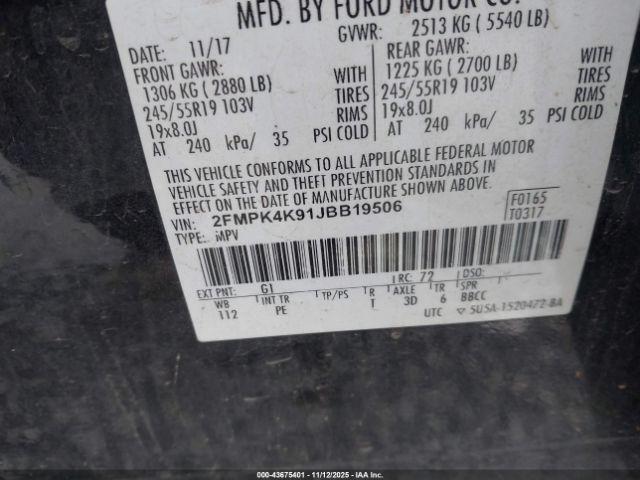 MFD. BY FORD MOTOR CO.
DATE: 11/17 GVWR: 2513 KG ( 5540 LB)
FRONT GAWR: REAR GAWR:
1306 KG ( 2880 LB) WITH 1225 KG ( 2700 LB) WITH
245/55R19 103V TIRES 245/55R19 103V TIRES
19x8.0J RIMS 19x8.0J RIMS
AT 240 kPa/ 35 PSI COLD AT 240 kPa/ 35 PSI COLD
THIS VEHICLE CONFORMS TO ALL APPLICABLE FEDERAL MOTOR
VEHICLE SAFETY AND THEFT PREVENTION STANDARDS IN
EFFECT ON THE DATE OF MANUFACTURE SHOWN ABOVE.
VIN: 2FMPK4K91JBB19506 F0165
TYPE: MPV T0317
EXT PNT: G1 RC: 72 DSO:
WB INT TR TP/PS R AXLE TR SPR
112 PE T 3D 6 BBCC
UTC ▽ 5U5A-1520472-BA
000-43675401 - 11/12/2025 - IAAI Corp.